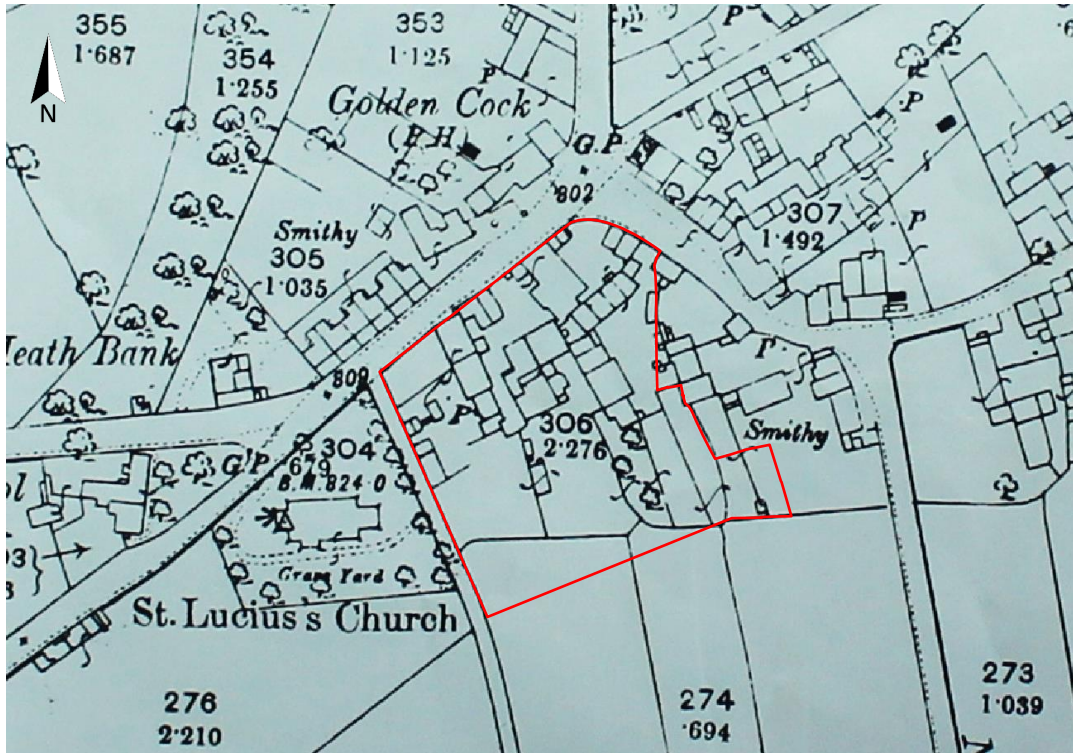 355
1·687
354
1·255
353
1·125
P
P
N
Golden Cock
(P.H)
G.P
802
P
P
307
1·492
Smithy
305
1·035
Heath Bank
809
P
306
2·276
P
Smithy
304
G.P
679
B.M.824·0
Grave Yard
St. Lucius's Church
276
2·210
274
·694
273
1·039
N